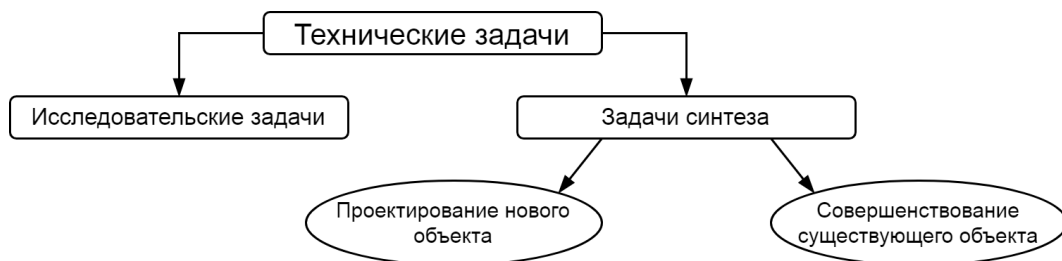 Технические задачи
Исследовательские задачи
Задачи синтеза
Проектирование нового
объекта
Совершенствование
существующего объекта